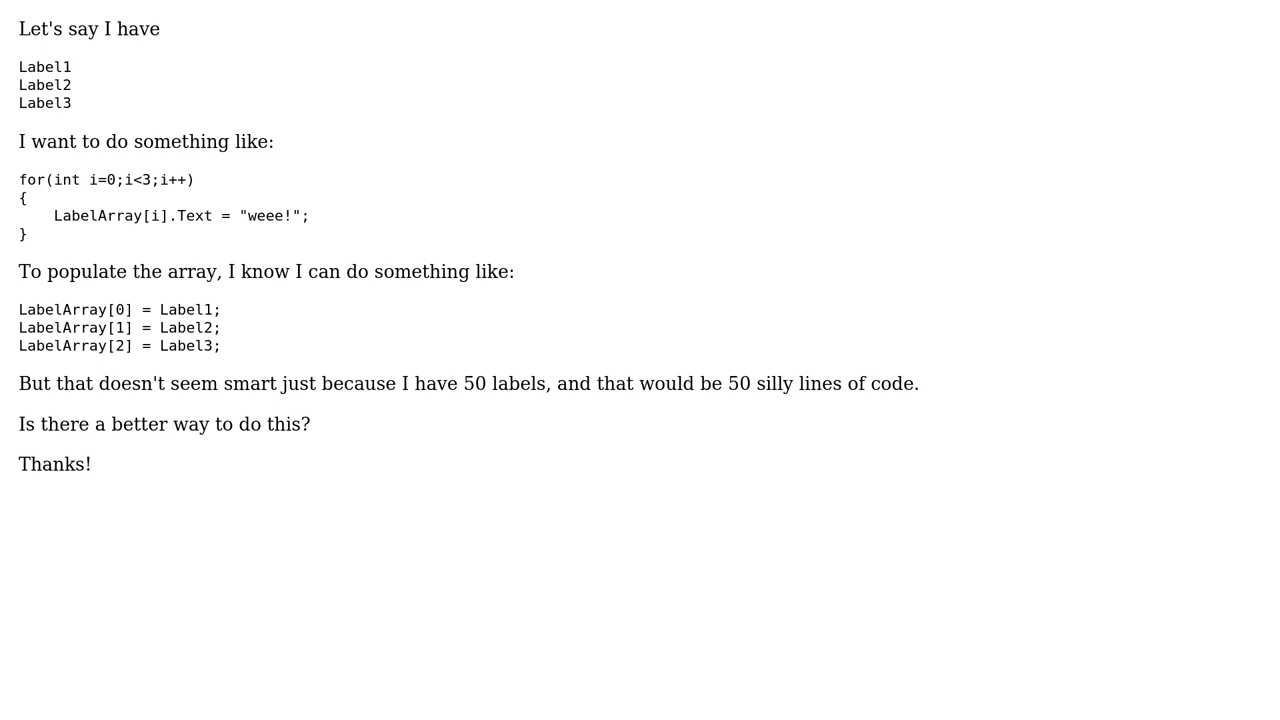 Let's say I have
Label1
Label2
Label3
I want to do something like:
for(int i=0;i<3;i++)
{
    LabelArray[i].Text = "weee!";
}
To populate the array, I know I can do something like:
LabelArray[0] = Label1;
LabelArray[1] = Label2;
LabelArray[2] = Label3;
But that doesn't seem smart just because I have 50 labels, and that would be 50 silly lines of code.
Is there a better way to do this?
Thanks!